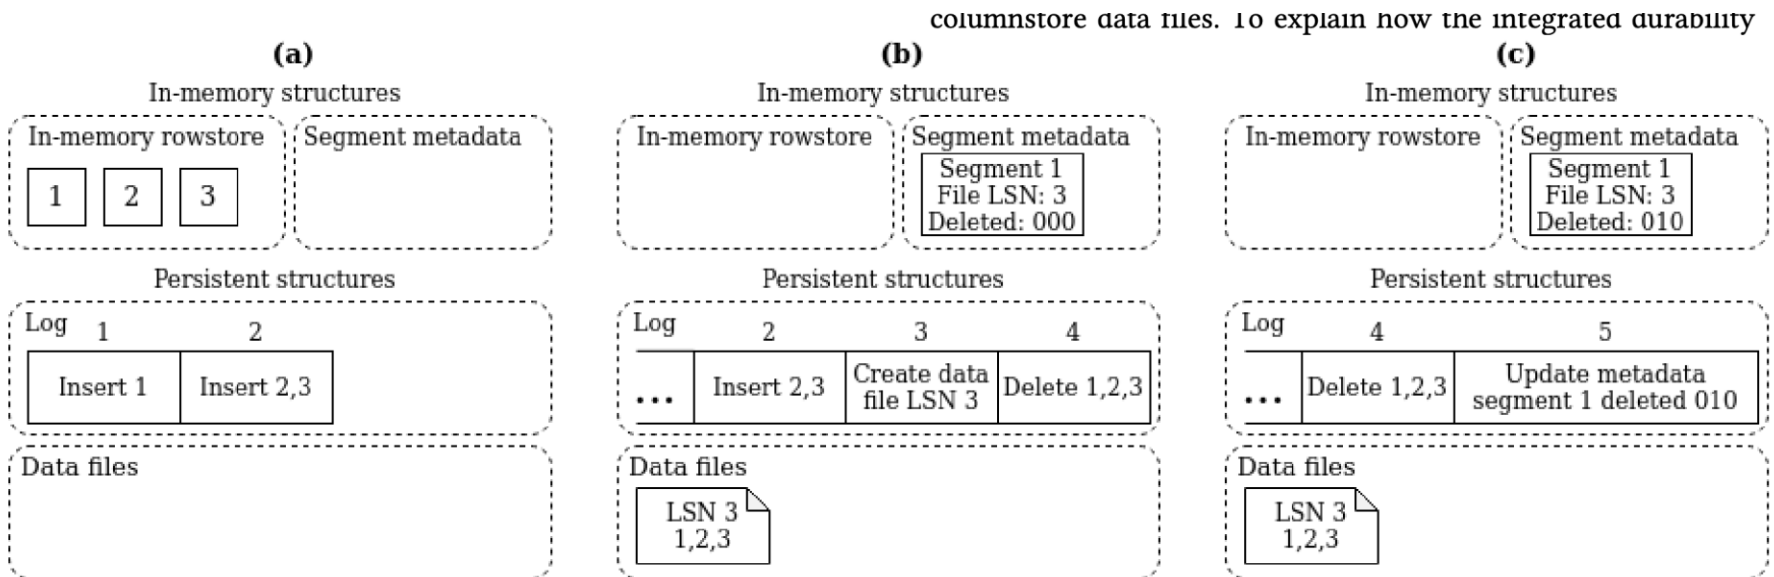 columnstore data files. To explain how the integrated durability
(a)
In-memory structures
In-memory rowstore
1 2 3
Segment metadata
Persistent structures
Log
1 2
Insert 1 Insert 2,3
Data files
(b)
In-memory structures
In-memory rowstore
Segment metadata
Segment 1
File LSN: 3
Deleted: 000
Persistent structures
Log
2 3 4
...
Insert 2,3
Create data
file LSN 3
Delete 1,2,3
Data files
LSN 3
1,2,3
(c)
In-memory structures
In-memory rowstore
Segment metadata
Segment 1
File LSN: 3
Deleted: 010
Persistent structures
Log
4 5
...
Delete 1,2,3
Update metadata
segment 1 deleted 010
Data files
LSN 3
1,2,3